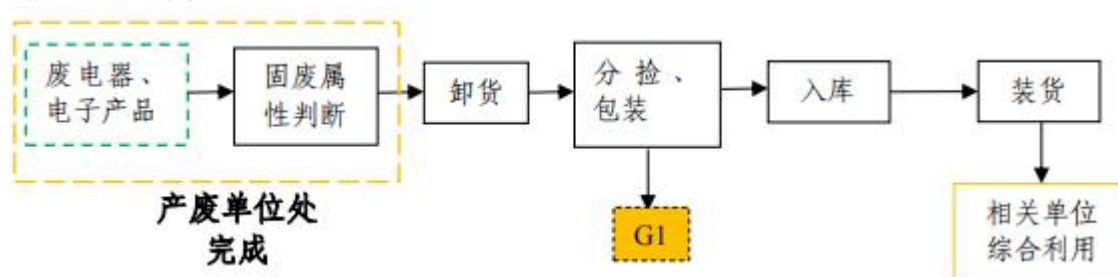 废电器、
电子产品
固废属
性判断
卸货
分捡、
包装
入库
装货
产废单位处
完成
G1
相关单位
综合利用